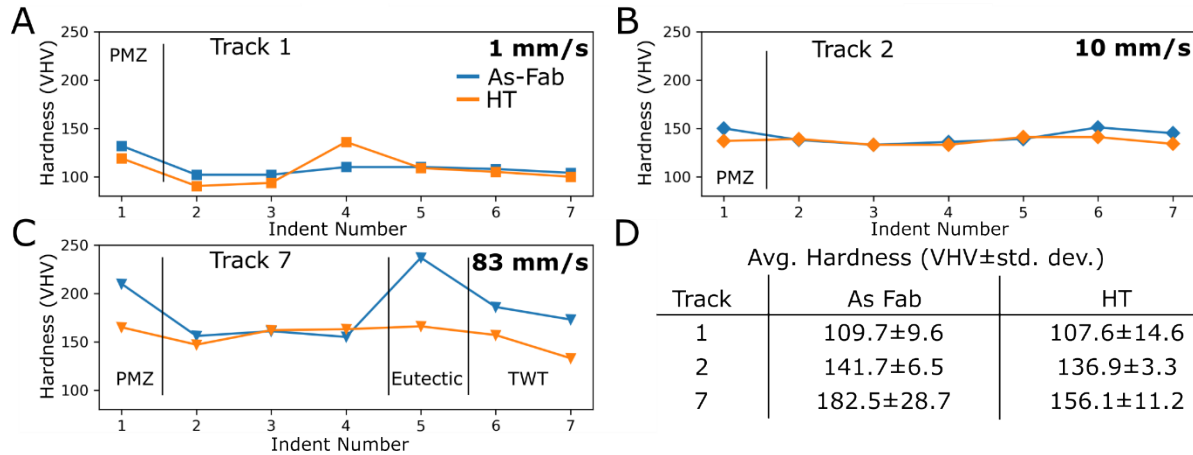 A
Track 1
1 mm/s
PMZ
As-Fab
HT
Hardness (VHV)
250
200
150
100
1 2 3 4 5 6 7
Indent Number
B
Track 2
10 mm/s
PMZ
Hardness (VHV)
250
200
150
100
1 2 3 4 5 6 7
Indent Number
C
Track 7
83 mm/s
PMZ
Eutectic
TWT
Hardness (VHV)
250
200
150
100
1 2 3 4 5 6 7
Indent Number
D
Avg. Hardness (VHV±std. dev.)
Track As Fab HT
1 109.7±9.6 107.6±14.6
2 141.7±6.5 136.9±3.3
7 182.5±28.7 156.1±11.2